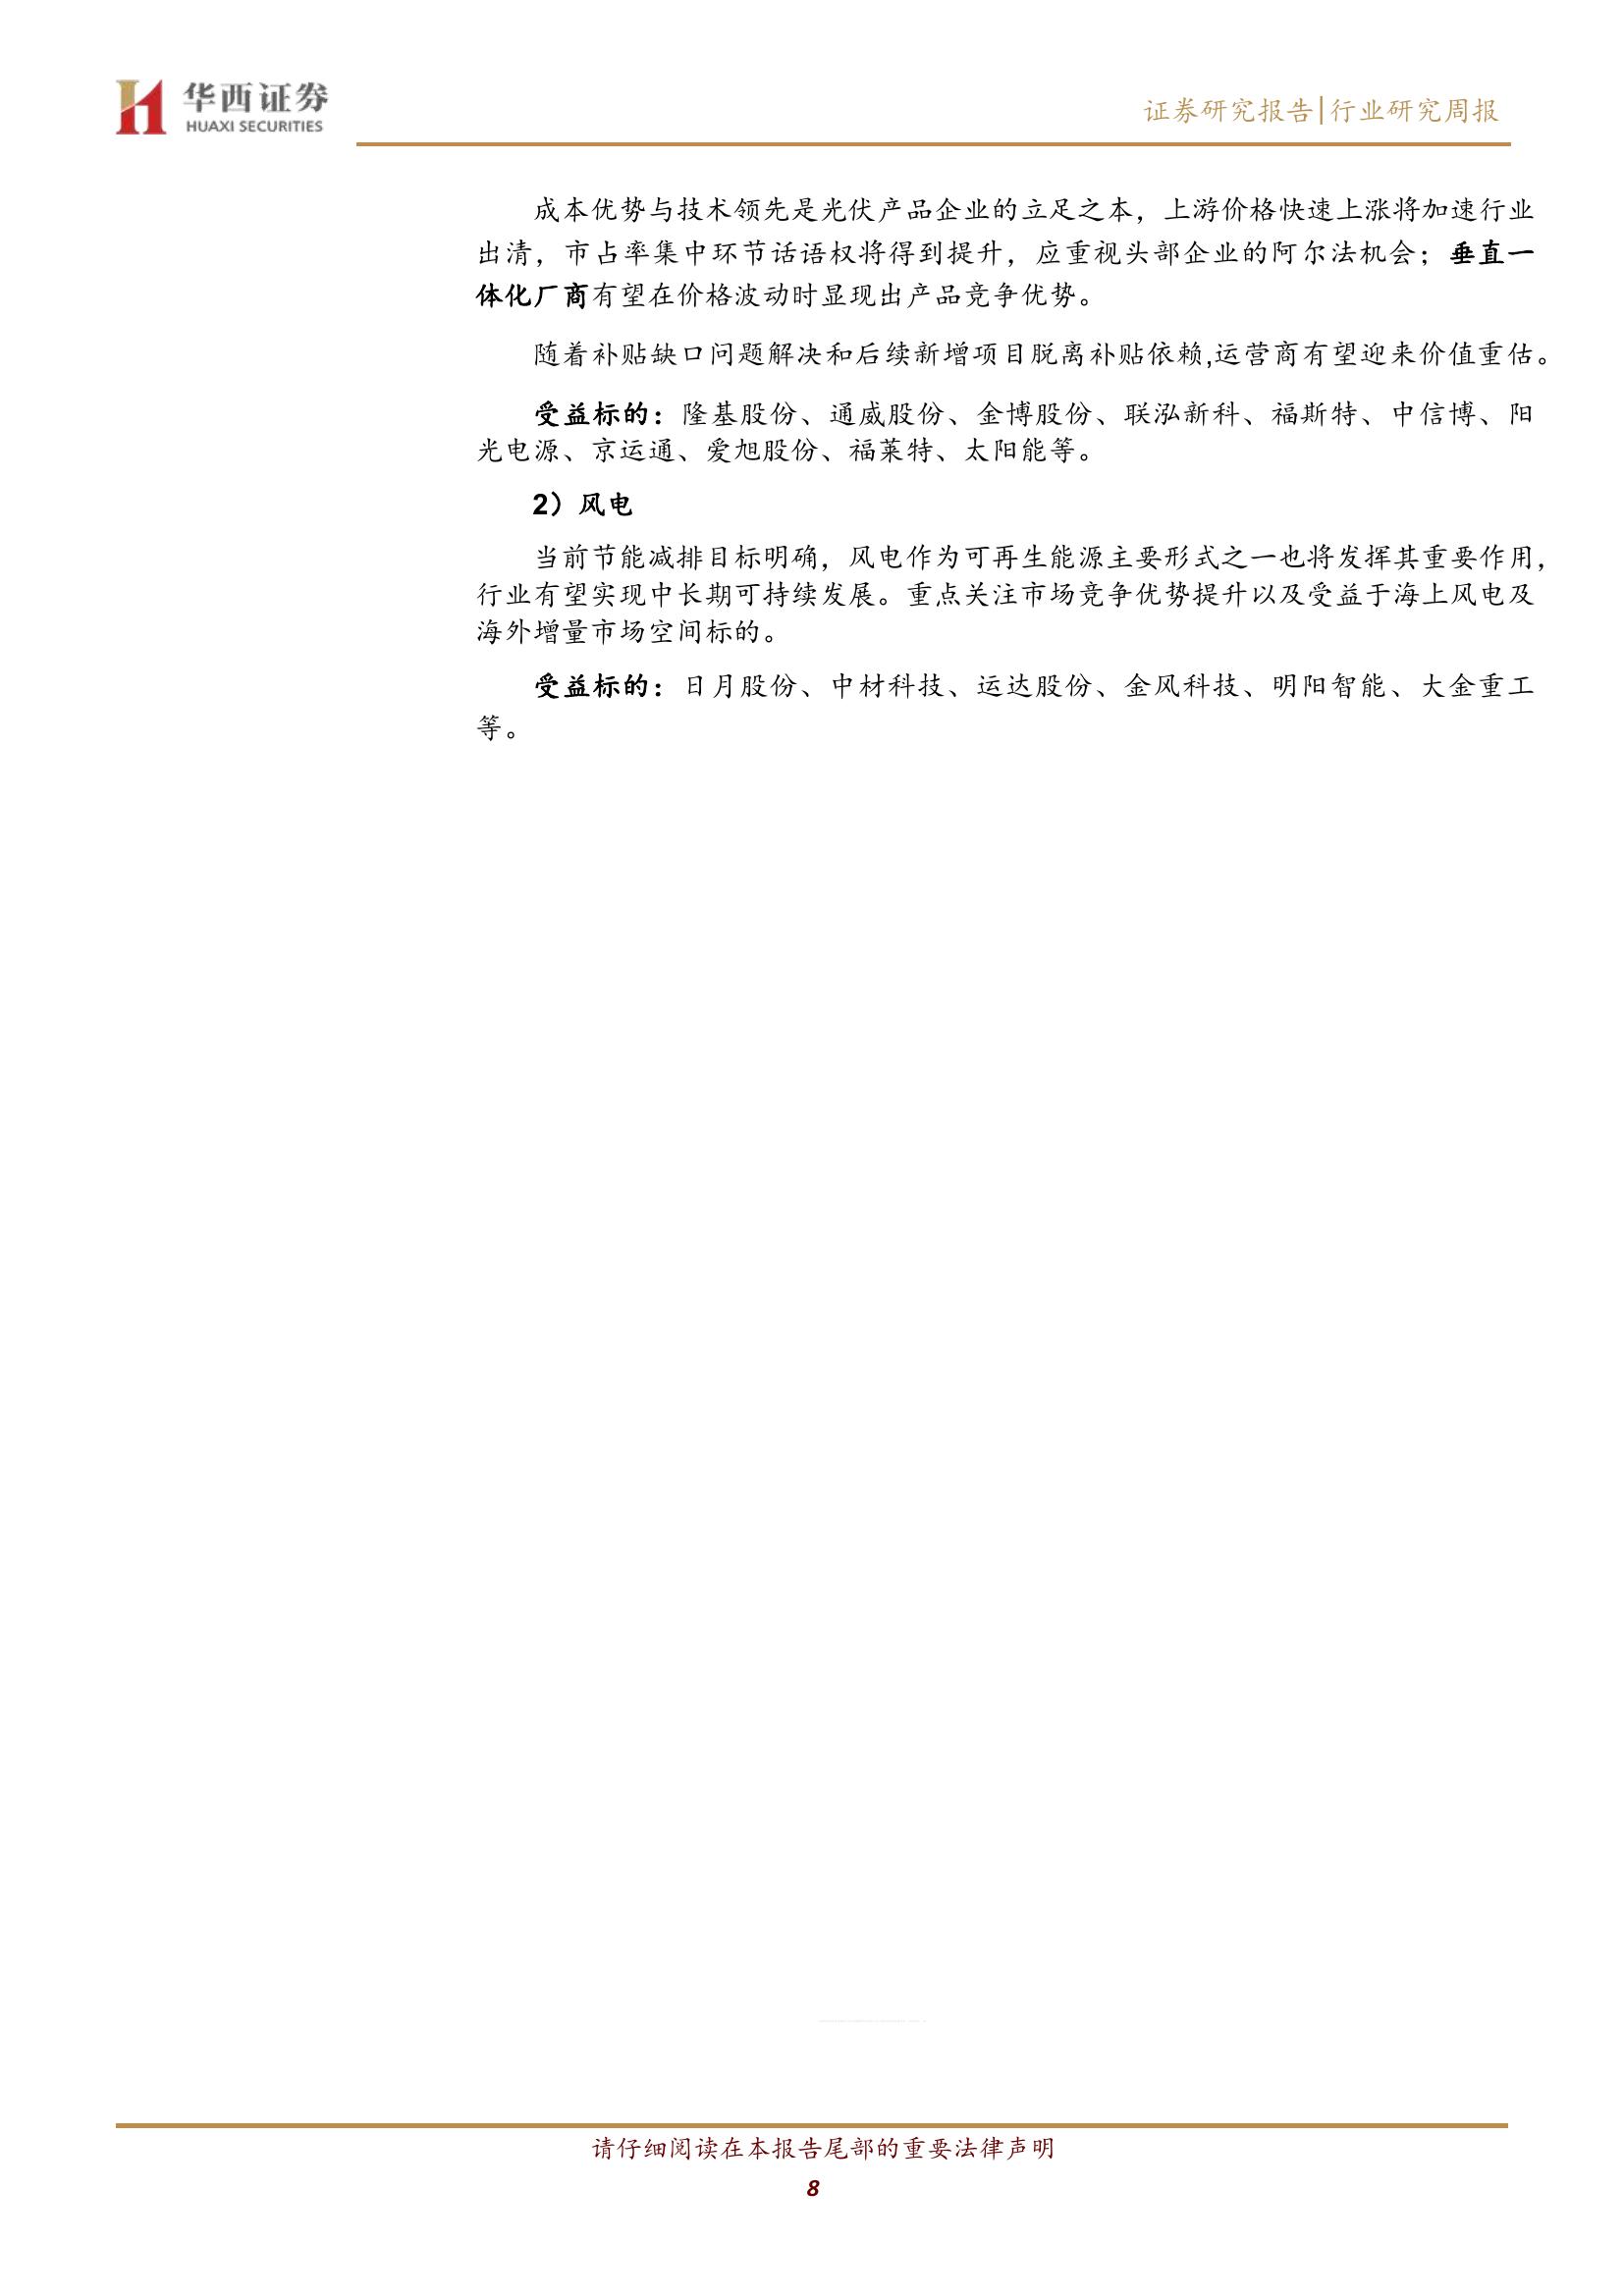 华西证券
HUAXI SECURITIES
证券研究报告|行业研究周报
成本优势与技术领先是光伏产品企业的立足之本，上游价格快速上涨将加速行业
出清，市占率集中环节话语权将得到提升，应重视头部企业的阿尔法机会；垂直一
体化厂商有望在价格波动时显现出产品竞争优势。
随着补贴缺口问题解决和后续新增项目脱离补贴依赖,运营商有望迎来价值重估。
受益标的：隆基股份、通威股份、金博股份、联泓新科、福斯特、中信博、阳
光电源、京运通、爱旭股份、福莱特、太阳能等。
2）风电
当前节能减排目标明确，风电作为可再生能源主要形式之一也将发挥其重要作用，
行业有望实现中长期可持续发展。重点关注市场竞争优势提升以及受益于海上风电及
海外增量市场空间标的。
受益标的：日月股份、中材科技、运达股份、金风科技、明阳智能、大金重工
等。
请仔细阅读在本报告尾部的重要法律声明
8